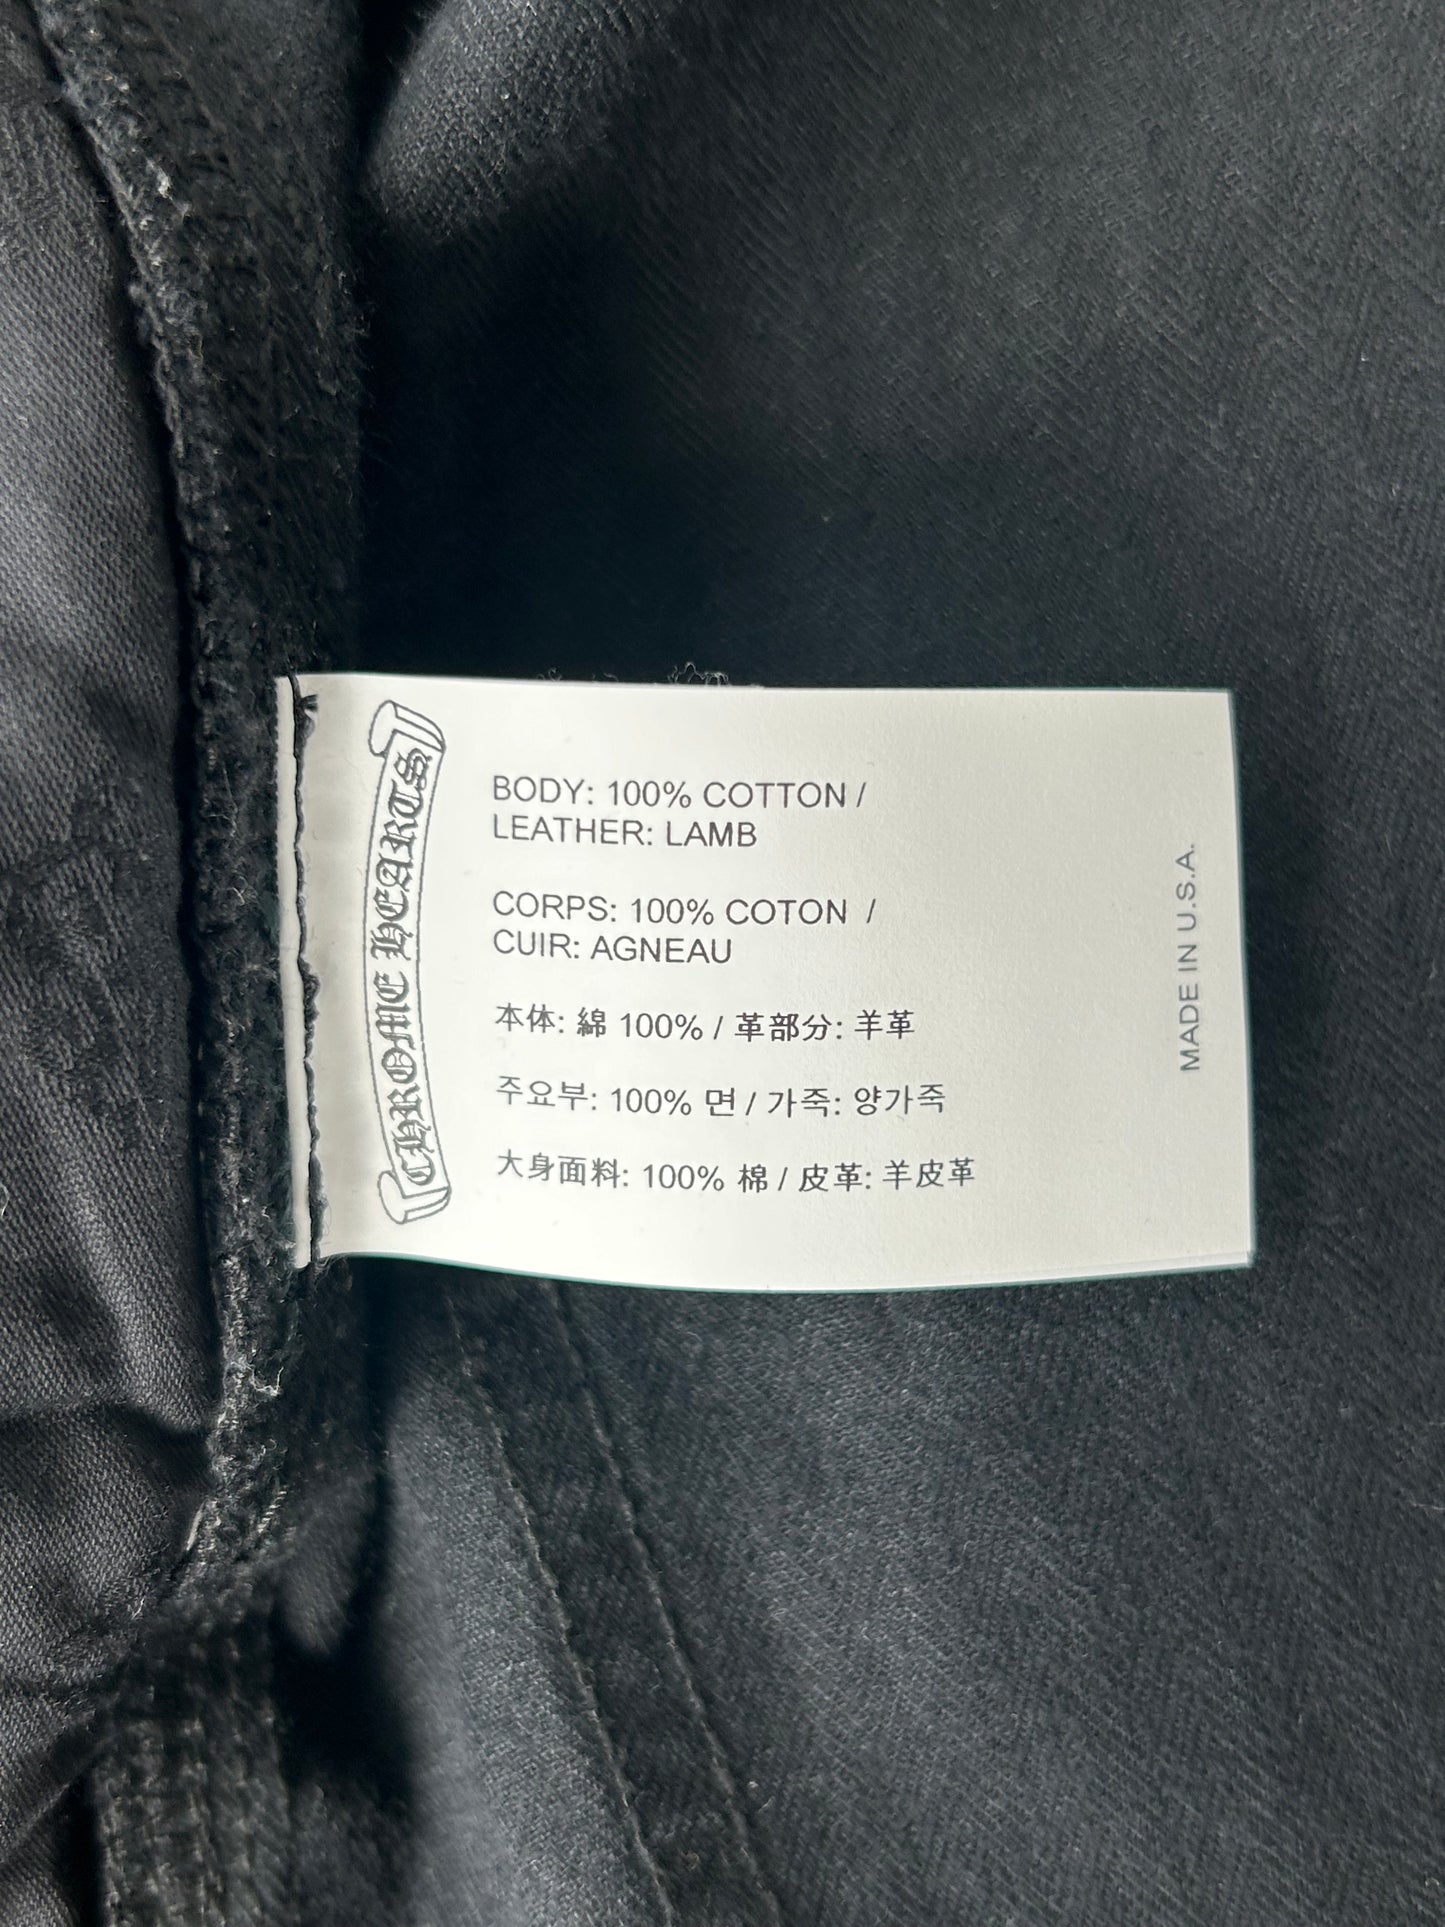 CHROME HEARTS
BODY: 100% COTTON /
LEATHER: LAMB
CORPS: 100% COTON /
CUIR: AGNEAU
本体: 綿 100% / 革部分: 羊革
주요부: 100% 면 / 가죽: 양가죽
大身面料: 100% 棉 / 皮革: 羊皮革
MADE IN U.S.A.